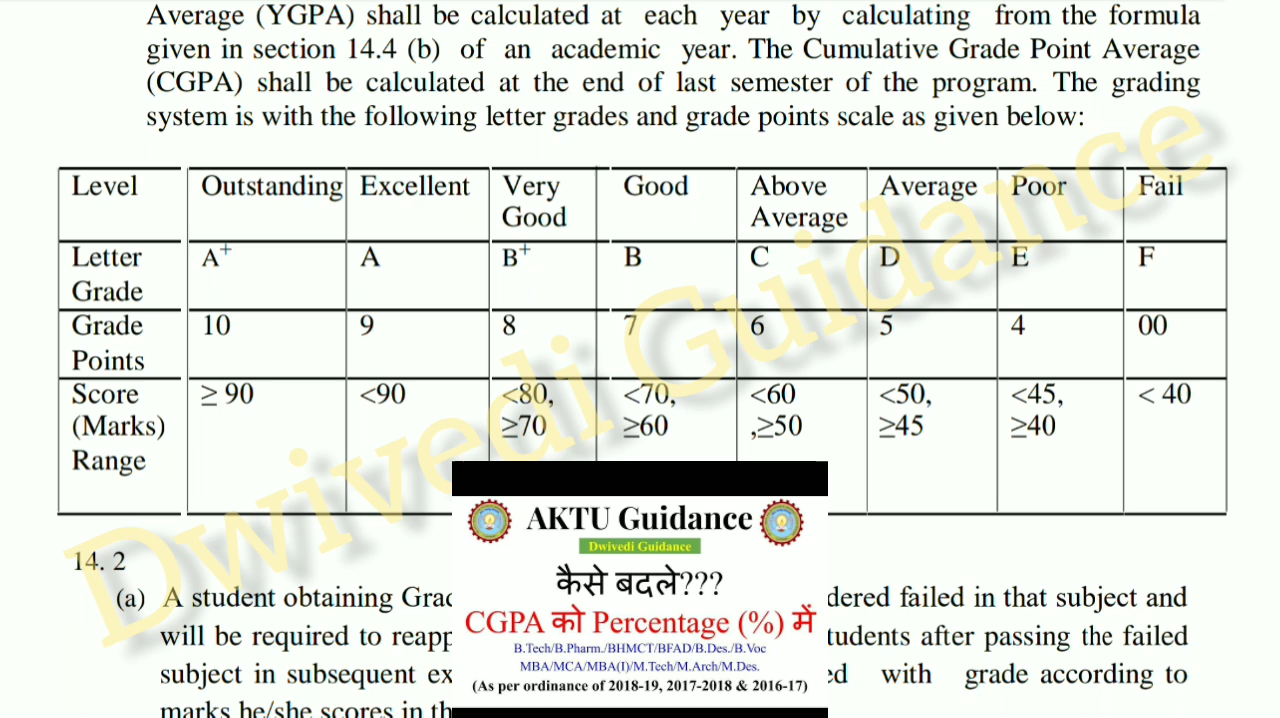 Average (YGPA) shall be calculated at each year by calculating from the formula
given in section 14.4 (b) of an academic year. The Cumulative Grade Point Average
(CGPA) shall be calculated at the end of last semester of the program. The grading
system is with the following letter grades and grade points scale as given below:
Level Outstanding Excellent Very Good Good Above Average Average Poor Fail
Letter Grade A+ A B+ B C D E F
Grade Points 10 9 8 7 6 5 4 00
Score (Marks) Range ≥ 90 <90 <80, ≥70 <70, ≥60 <60 ,≥50 <50, ≥45 <45, ≥40 < 40
Dwivedi Guidance
14. 2
(a) A student obtaining Grad dered failed in that subject and
will be required to reapp tudents after passing the failed
subject in subsequent ex ed with grade according to
marks he/she scores in th
AKTU Guidance
Dwivedi Guidance
कैसे बदले???
CGPA को Percentage (%) में
B.Tech/B.Pharm./BHMCT/BFAD/B.Des./B.Voc
MBA/MCA/MBA(I)/M.Tech/M.Arch/M.Des.
(As per ordinance of 2018-19, 2017-2018 & 2016-17)